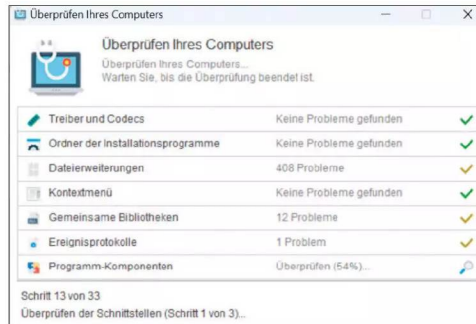 Überprüfen Ihres Computers
Überprüfen Ihres Computers
Überprüfen Ihres Computers...
Warten Sie, bis die Überprüfung beendet ist.
Treiber und Codecs Keine Probleme gefunden
Ordner der Installationsprogramme Keine Probleme gefunden
Dateierweiterungen 408 Probleme
Kontextmenü Keine Probleme gefunden
Gemeinsame Bibliotheken 12 Probleme
Ereignisprotokolle 1 Problem
Programm-Komponenten Überprüfen (54%)...
Schritt 13 von 33
Überprüfen der Schnittstellen (Schritt 1 von 3)...